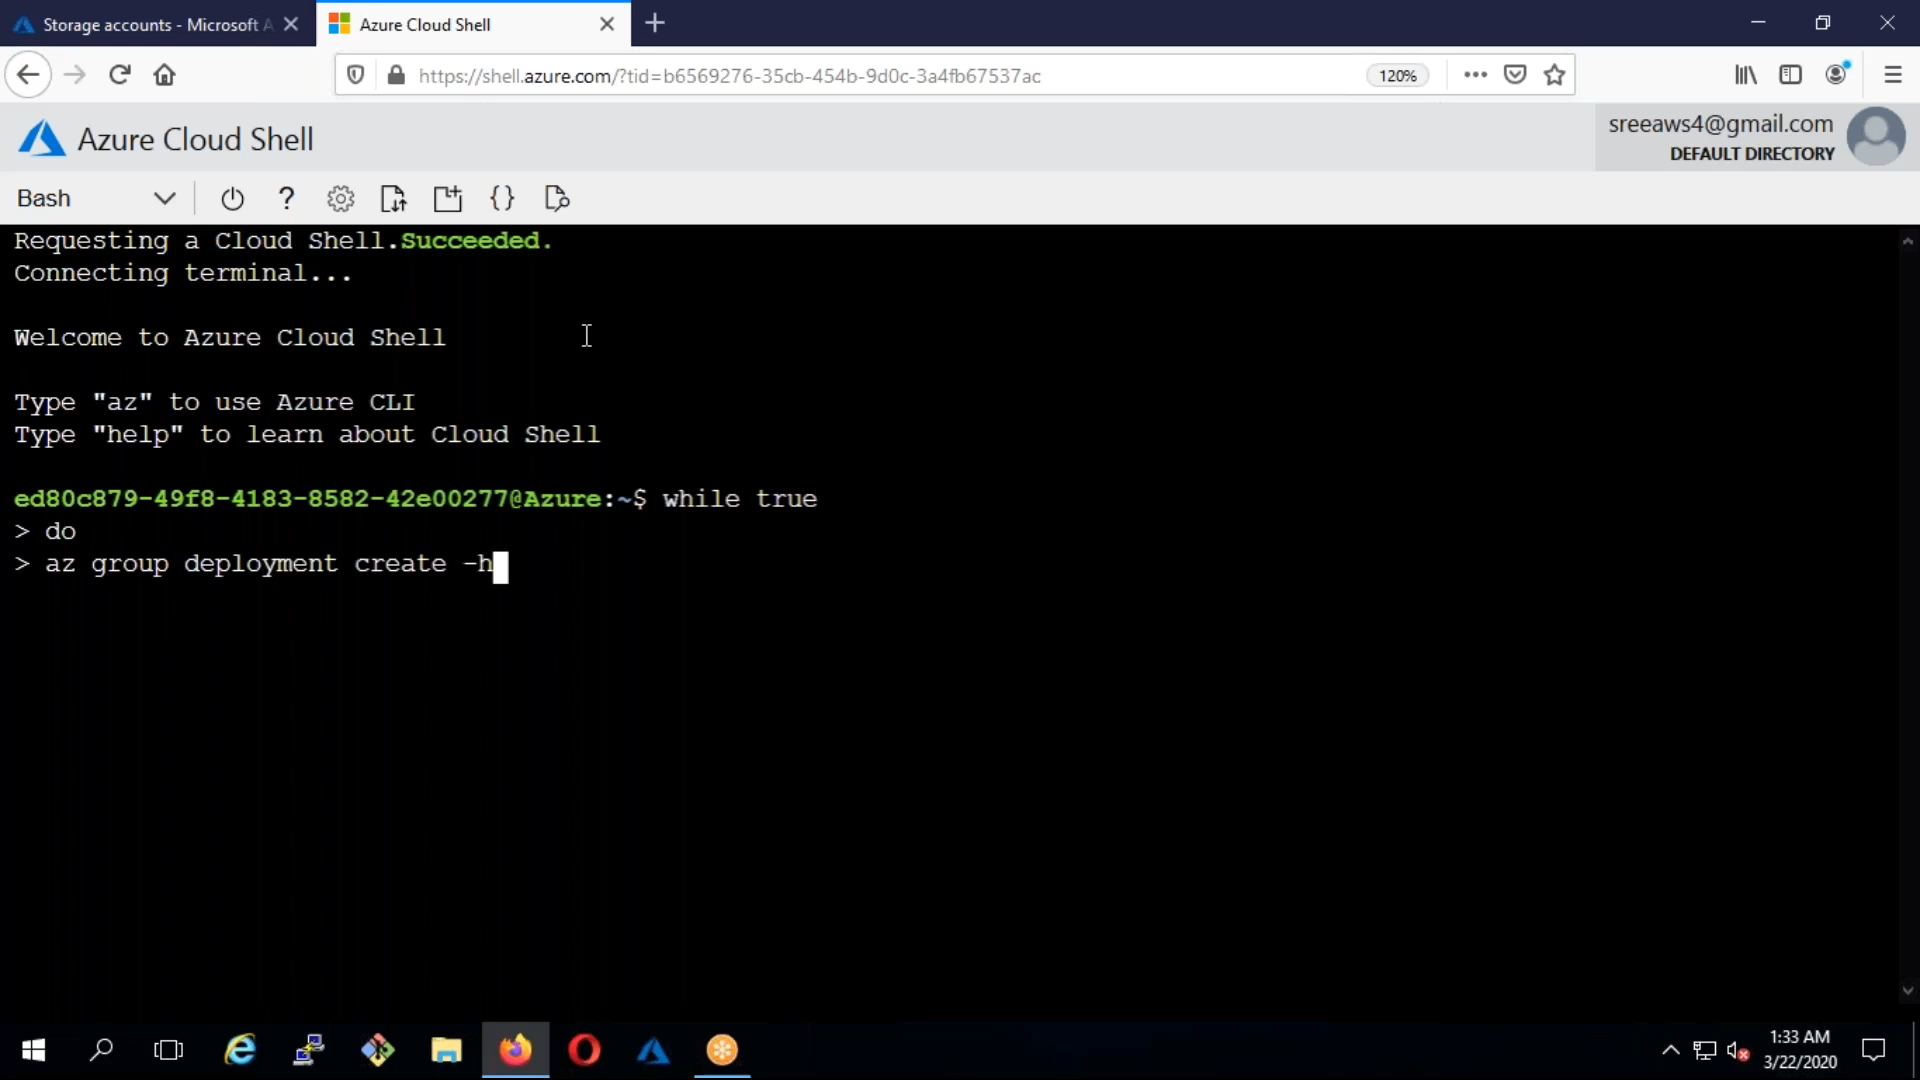 Storage accounts - Microsoft A
Azure Cloud Shell
https://shell.azure.com/?tid=b6569276-35cb-454b-9d0c-3a4fb67537ac
120%
Azure Cloud Shell
sreeaws4@gmail.com
DEFAULT DIRECTORY
Bash
Requesting a Cloud Shell.Succeeded.
Connecting terminal...
Welcome to Azure Cloud Shell
Type "az" to use Azure CLI
Type "help" to learn about Cloud Shell
ed80c879-49f8-4183-8582-42e00277@Azure:~$ while true
> do
> az group deployment create -h
1:33 AM
3/22/2020